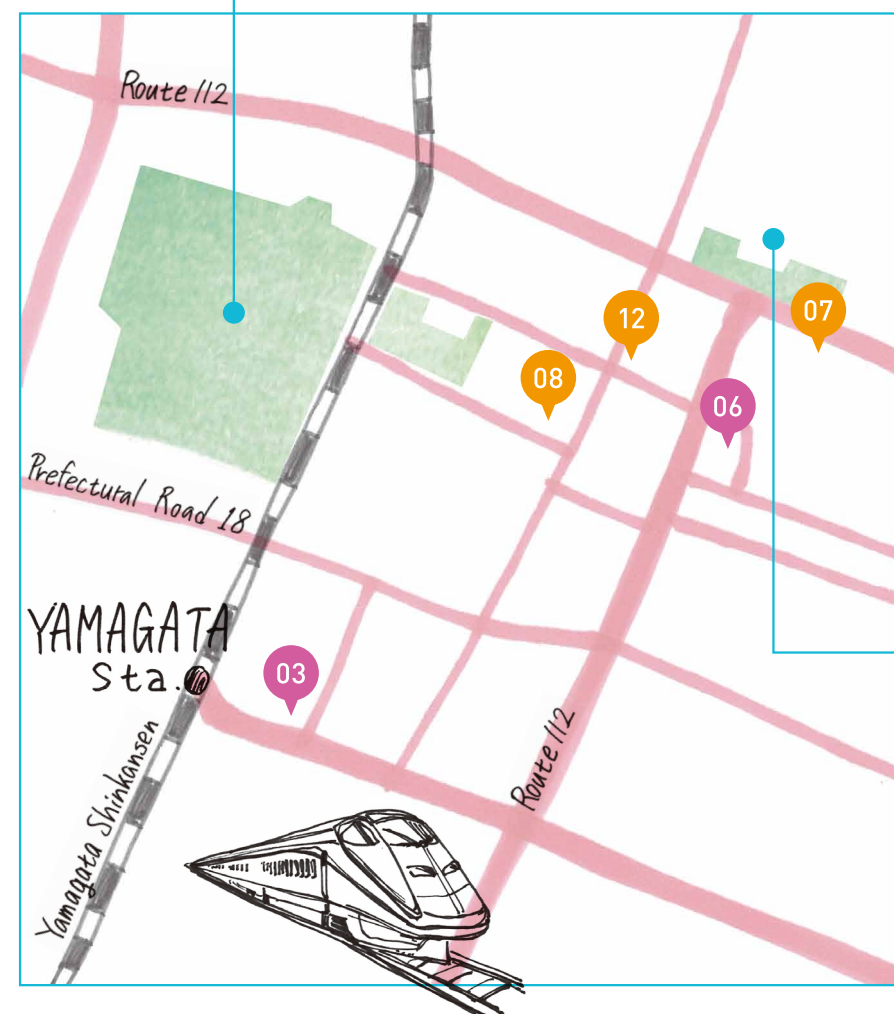 Route 112
12
07
08
06
Prefectural Road 18
YAMAGATA
Sta.
03
Yamagata Shinkansen
Route 112